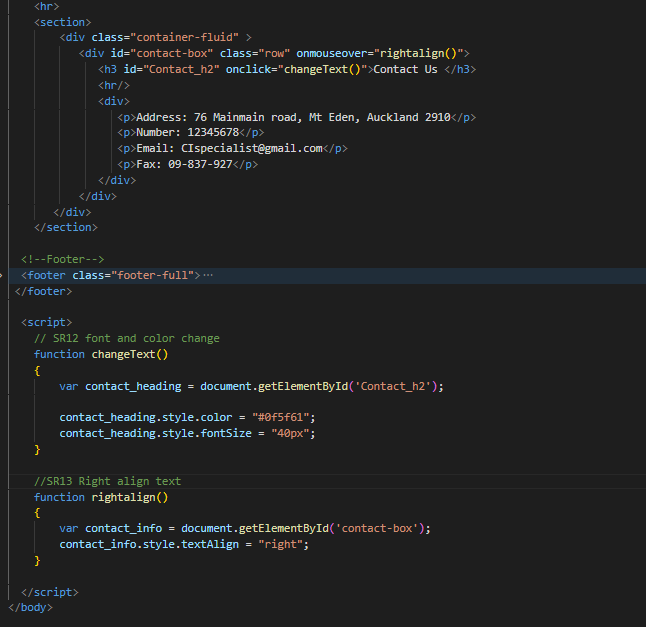 <hr>
<section>
<div class="container-fluid" >
<div id="contact-box" class="row" onmouseover="rightalign()">
<h3 id="Contact_h2" onclick="changeText()">Contact Us </h3>
<hr/>
<div>
<p>Address: 76 Mainmain road, Mt Eden, Auckland 2910</p>
<p>Number: 12345678</p>
<p>Email: CIspecialist@gmail.com</p>
<p>Fax: 09-837-927</p>
</div>
</div>
</div>
</section>
<!--Footer-->
<footer class="footer-full"> ···
</footer>
<script>
// SR12 font and color change
function changeText()
{
var contact_heading = document.getElementById('Contact_h2');
contact_heading.style.color = "#0f5f61";
contact_heading.style.fontSize = "40px";
}
//SR13 Right align text
function rightalign()
{
var contact_info = document.getElementById('contact-box');
contact_info.style.textAlign = "right";
}
</script>
</body>